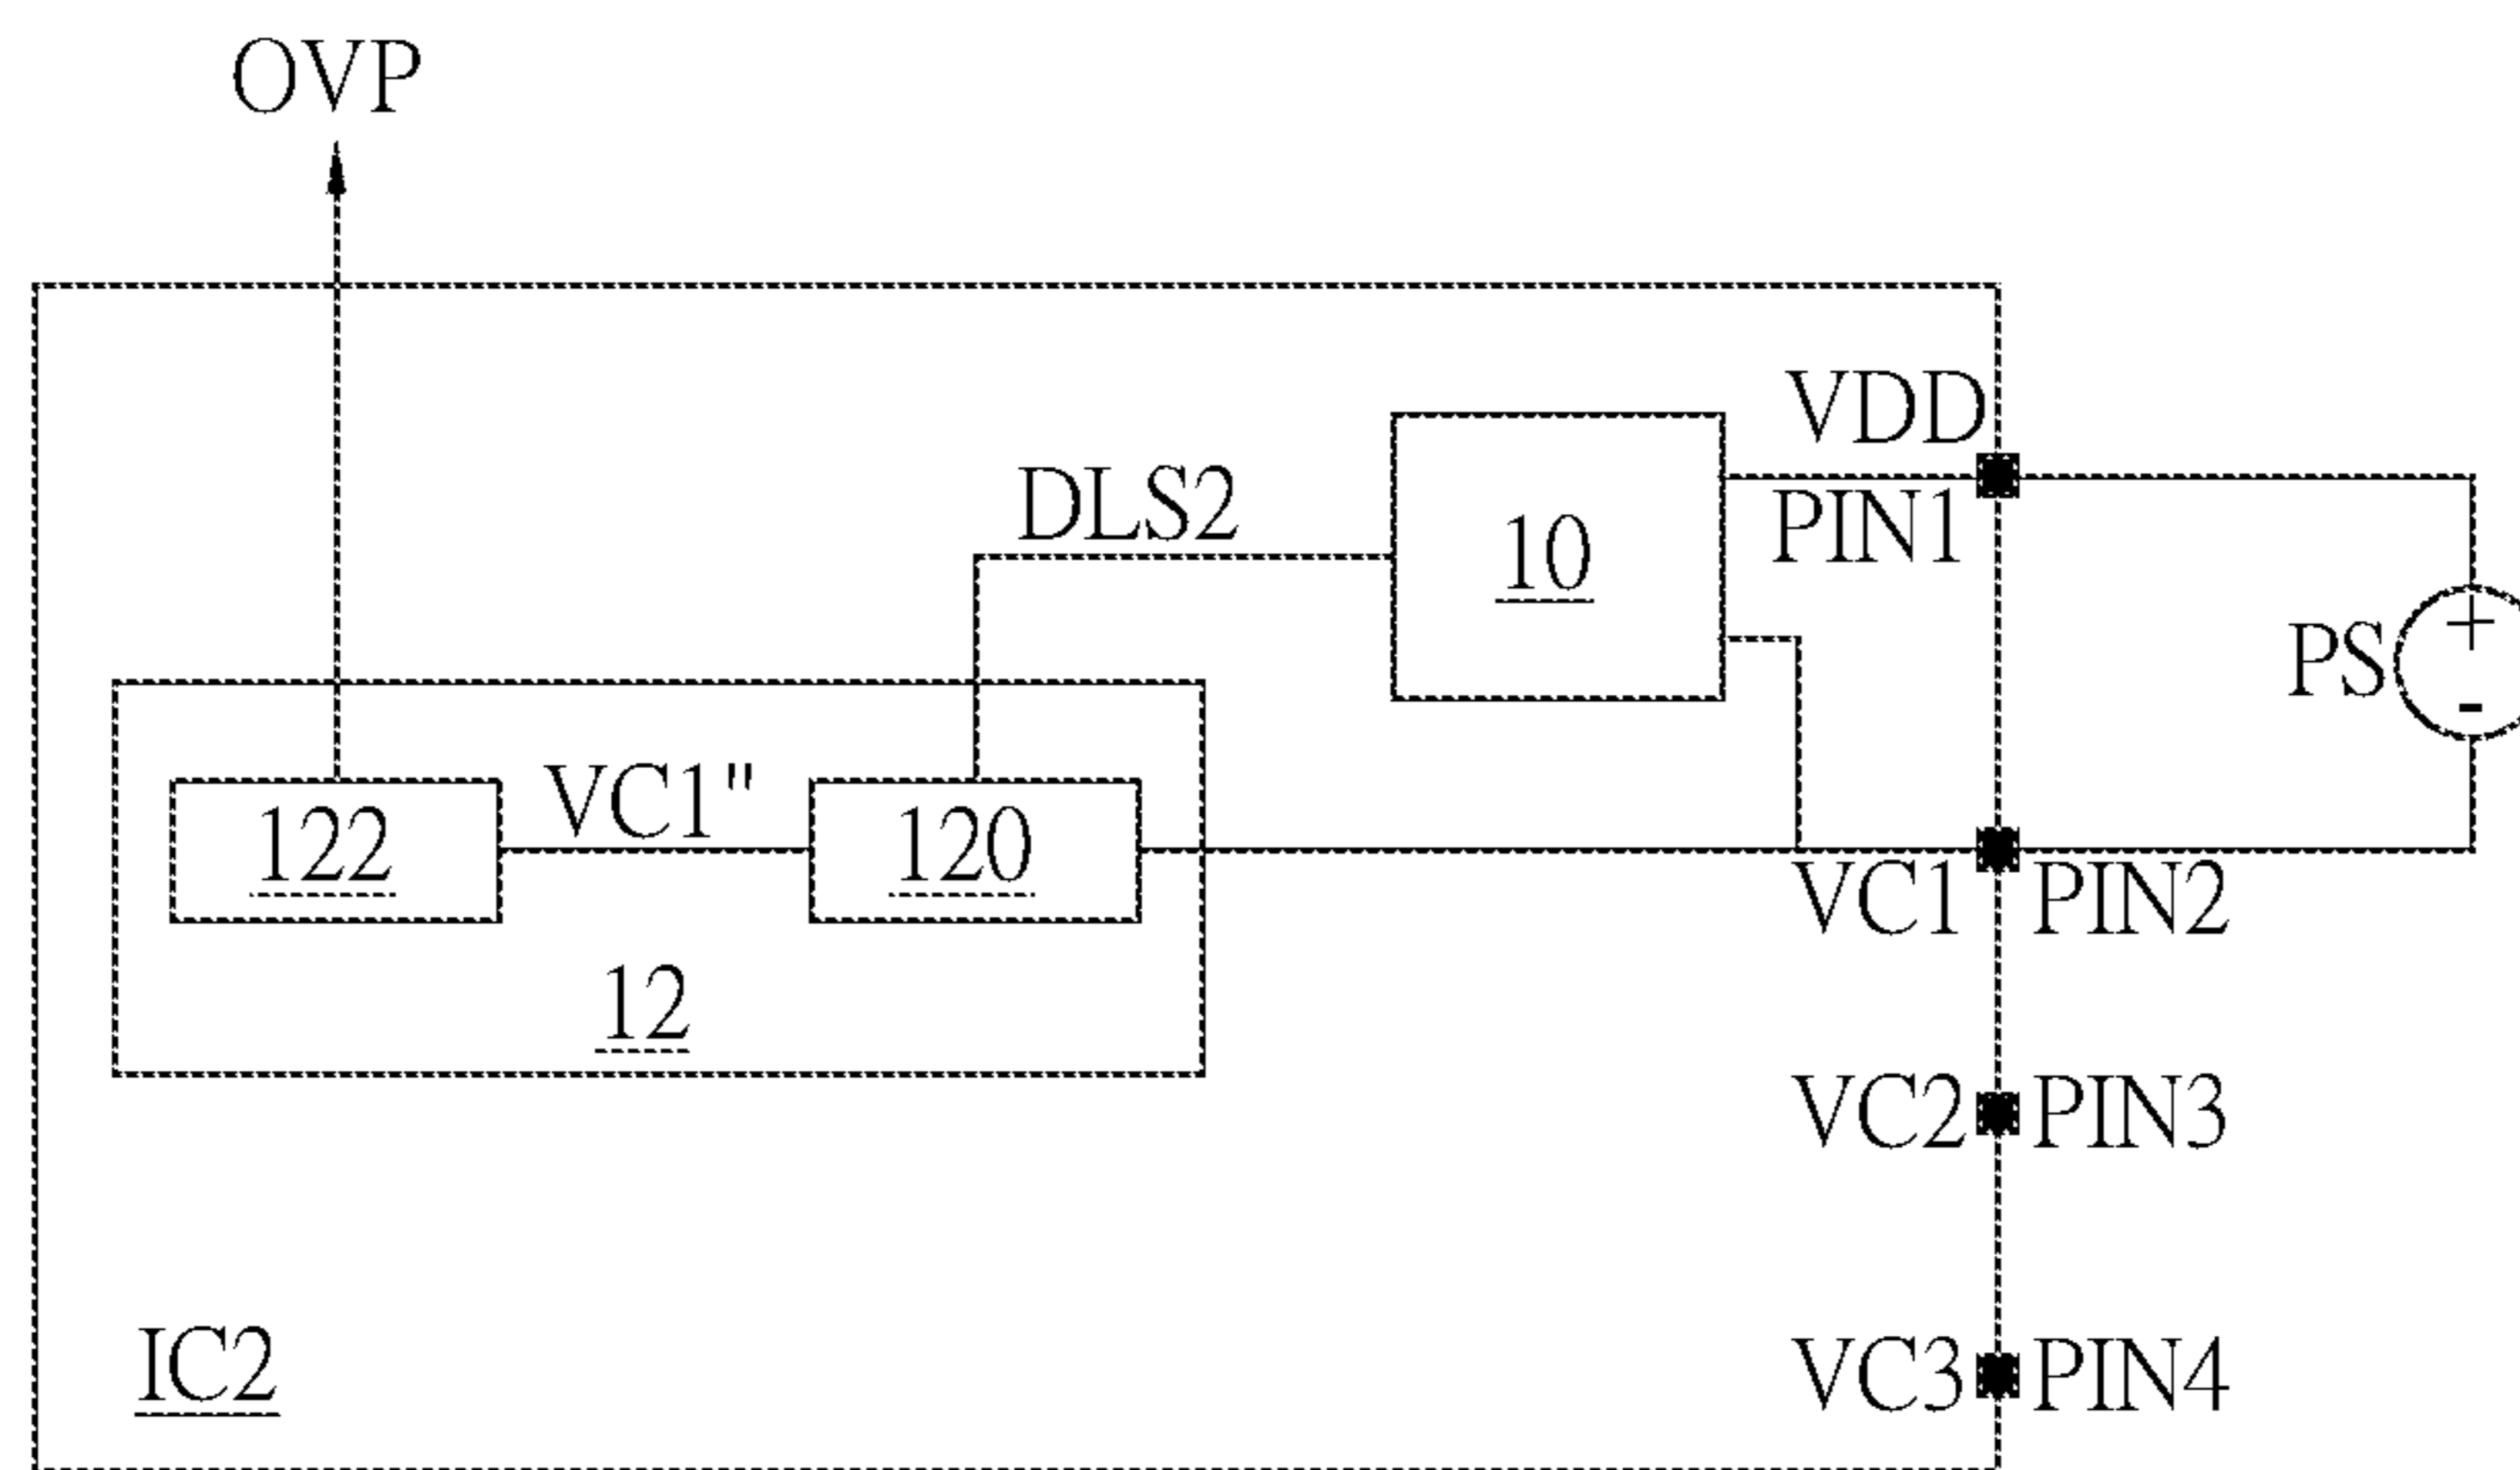 OVP
VDD
DLS2
PIN1
10
PS
+
-
VC1"
122
120
VC1 PIN2
12
VC2 PIN3
IC2
VC3 PIN4